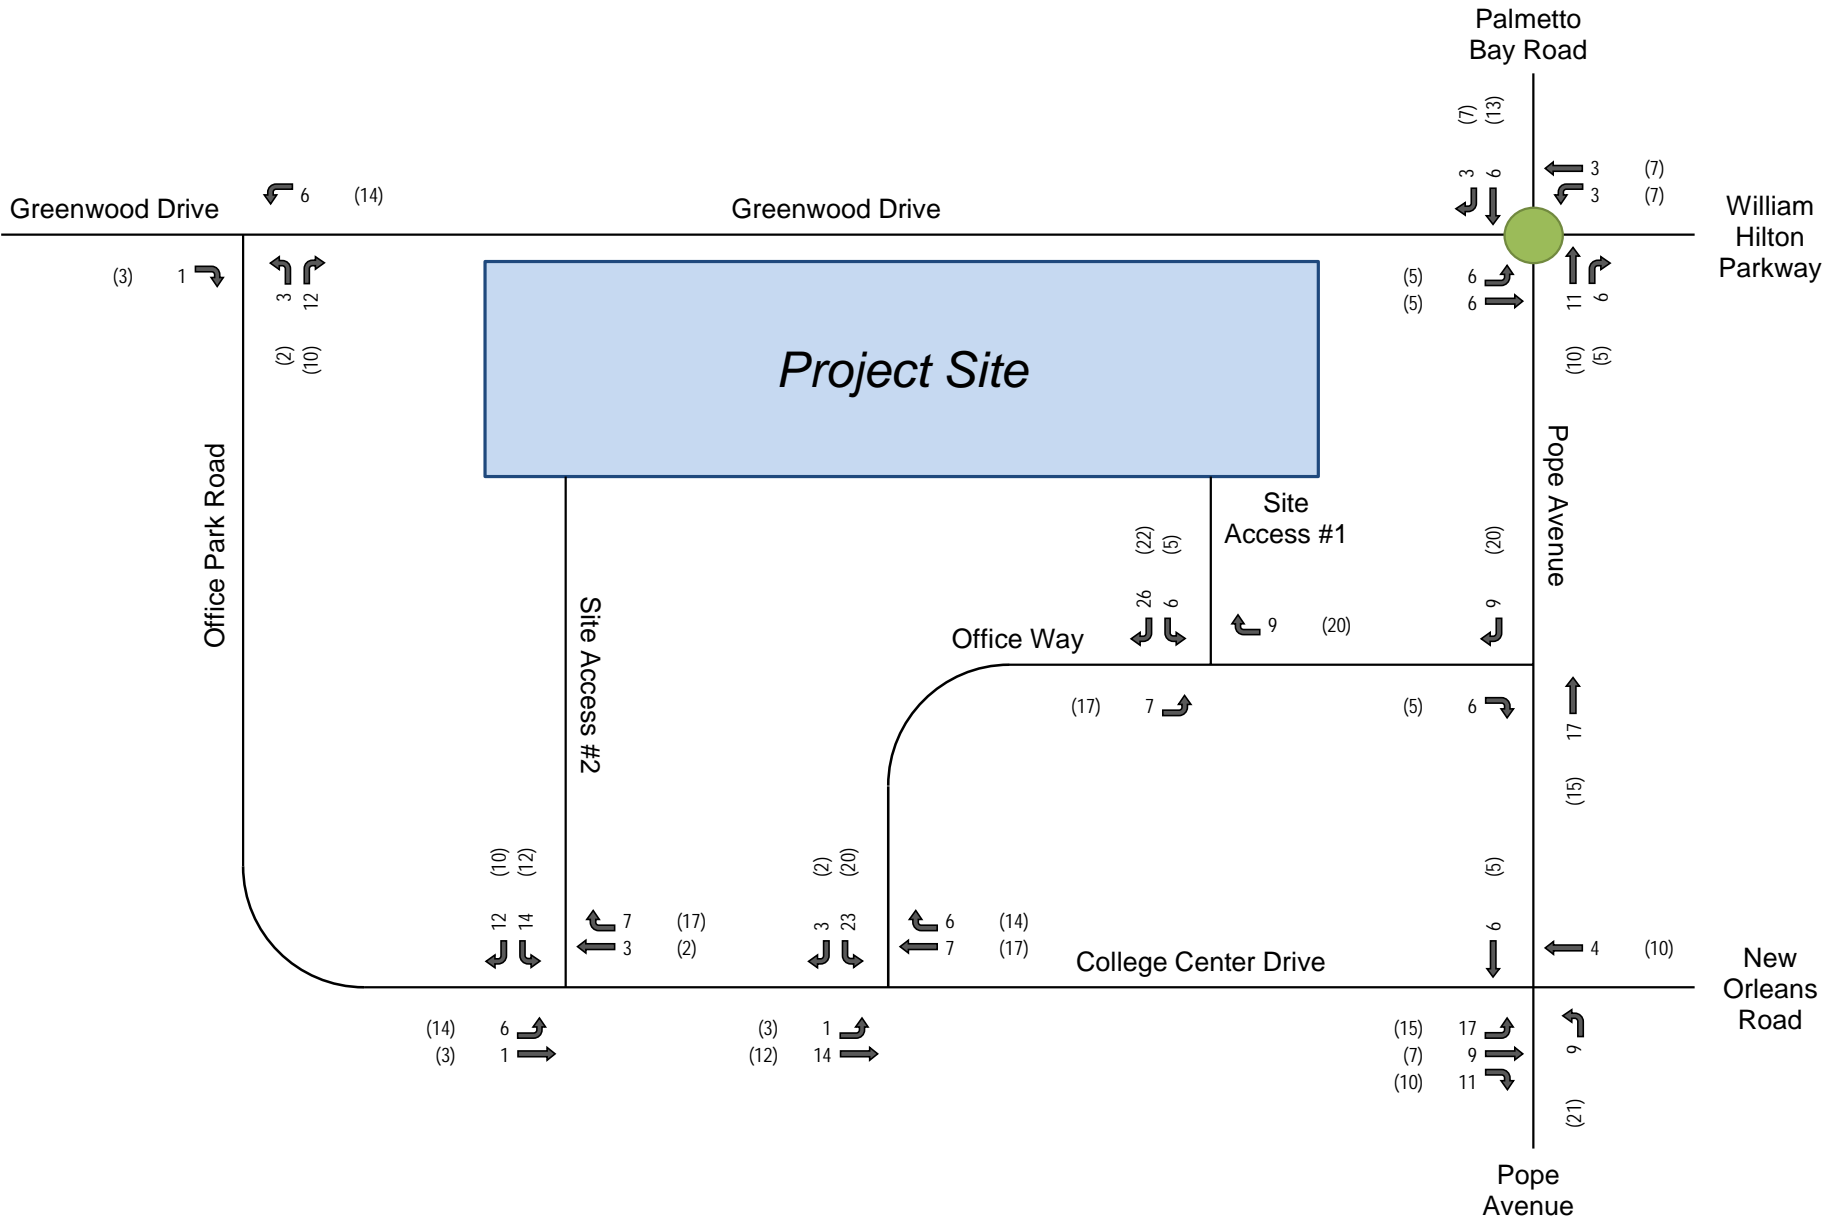 Palmetto
Bay Road
(7) (13)
3 6
3 (7)
3 (7)
6 (14)
Greenwood Drive
Greenwood Drive
William
Hilton
Parkway
(3) 1
3 12
(2) (10)
(5) 6
(5) 6
11 6
(10) (5)
Project Site
Office Park Road
Pope Avenue
Site
Access #1
(22) (5)
26 6
9 (20)
(20)
9
Site Access #2
Office Way
(17) 7
(5) 6
17
(15)
(10) (12)
12 14
7 (17)
3 (2)
(2) (20)
3 23
6 (14)
7 (17)
(5)
6
4 (10)
College Center Drive
New
Orleans
Road
(14) 6
(3) 1
(3) 1
(12) 14
(15) 17
(7) 9
(10) 11
9
(21)
Pope
Avenue